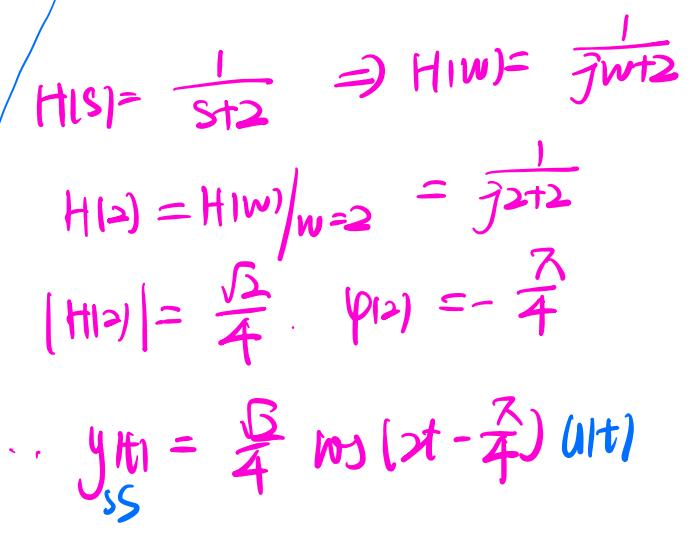 H(s) = 1/(s+2) ⇒ H(w) = 1/(jw+2)
H(2) = H(w)/w=2 = 1/(j2+2)
|H(2)| = √2/4 . φ(2) = - π/4
∴ y(t)ss = √2/4 cos(2t - π/4) u(t)